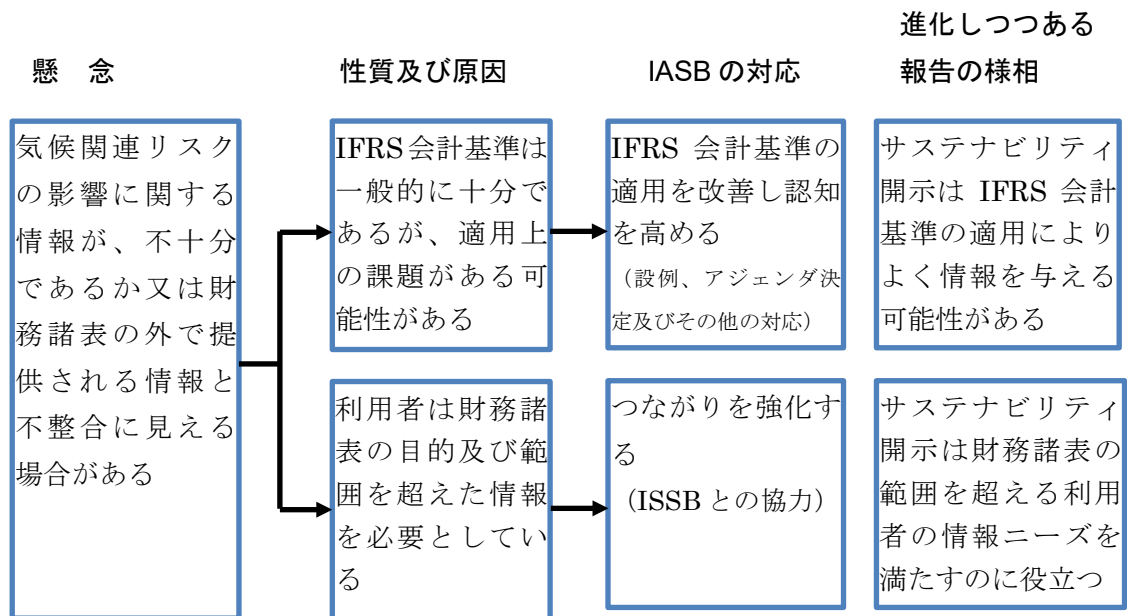 懸　念
性質及び原因
IASB の対応
進化しつつある
報告の様相
気候関連リスク
の影響に関する
情報が、不十分
であるか又は財
務諸表の外で提
供される情報と
不整合に見える
場合がある
IFRS 会計基準は
一般的に十分で
あるが、適用上
の課題がある可
能性がある
IFRS 会計基準の
適用を改善し認知
を高める
（設例、アジェンダ決
定及びその他の対応）
サステナビリティ
開示は IFRS 会計
基準の適用により
よく情報を与える
可能性がある
利用者は財務諸
表の目的及び範
囲を超えた情報
を必要としてい
る
つながりを強化す
る
（ISSB との協力）
サステナビリティ
開示は財務諸表の
範囲を超える利用
者の情報ニーズを
満たすのに役立つ